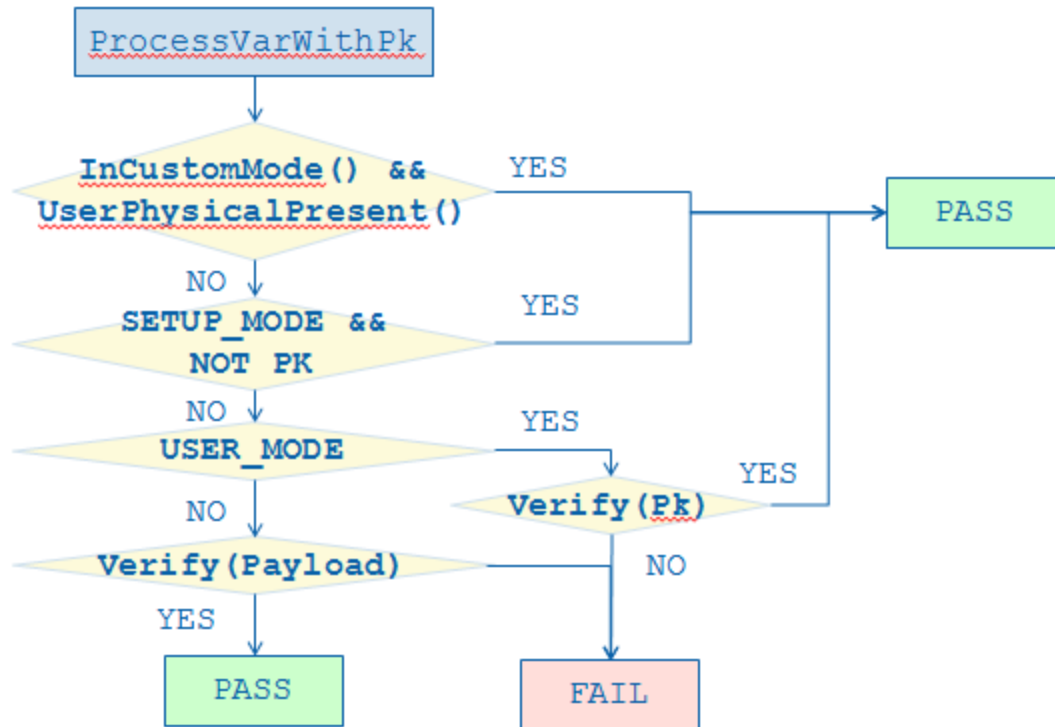 ProcessVarWithPk
InCustomMode() &&
UserPhysicalPresent()
YES
PASS
NO
SETUP_MODE &&
NOT PK
YES
NO
USER_MODE
YES
Verify(Pk)
YES
NO
Verify(Payload)
NO
YES
PASS
FAIL